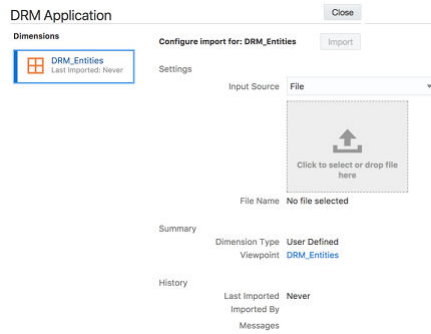 DRM Application
Close
Dimensions
DRM_Entities
Last Imported: Never
Configure import for: DRM_Entities
Import
Settings
Input Source File
Click to select or drop file
here
File Name No file selected
Summary
Dimension Type User Defined
Viewpoint DRM_Entities
History
Last Imported Never
Imported By
Messages